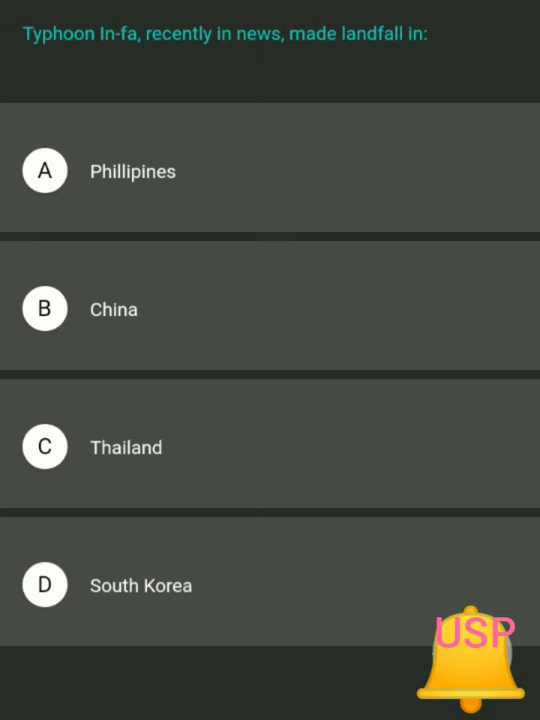 Typhoon In-fa, recently in news, made landfall in:
A Phillipines
B China
C Thailand
D South Korea
USP